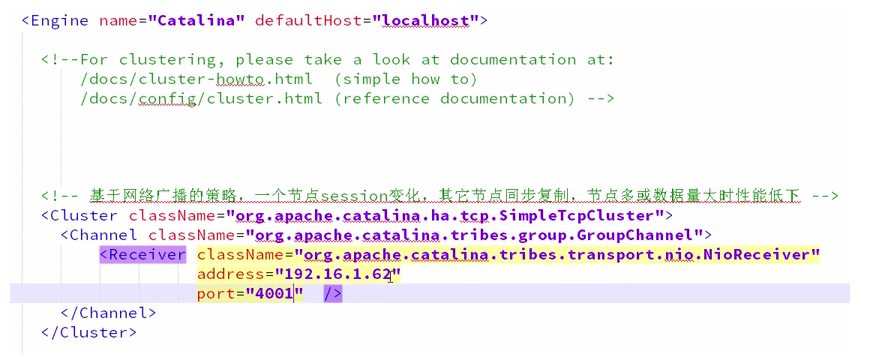 <Engine name="Catalina" defaultHost="localhost">
<!--For clustering, please take a look at documentation at:
/docs/cluster-howto.html  (simple how to)
/docs/config/cluster.html (reference documentation) -->
<!-- 基于网络广播的策略，一个节点session变化，其它节点同步复制，节点多或数据量大时性能低下 -->
<Cluster className="org.apache.catalina.ha.tcp.SimpleTcpCluster">
<Channel className="org.apache.catalina.tribes.group.GroupChannel">
<Receiver className="org.apache.catalina.tribes.transport.nio.NioReceiver"
address="192.16.1.62"
port="4001"  />
</Channel>
</Cluster>